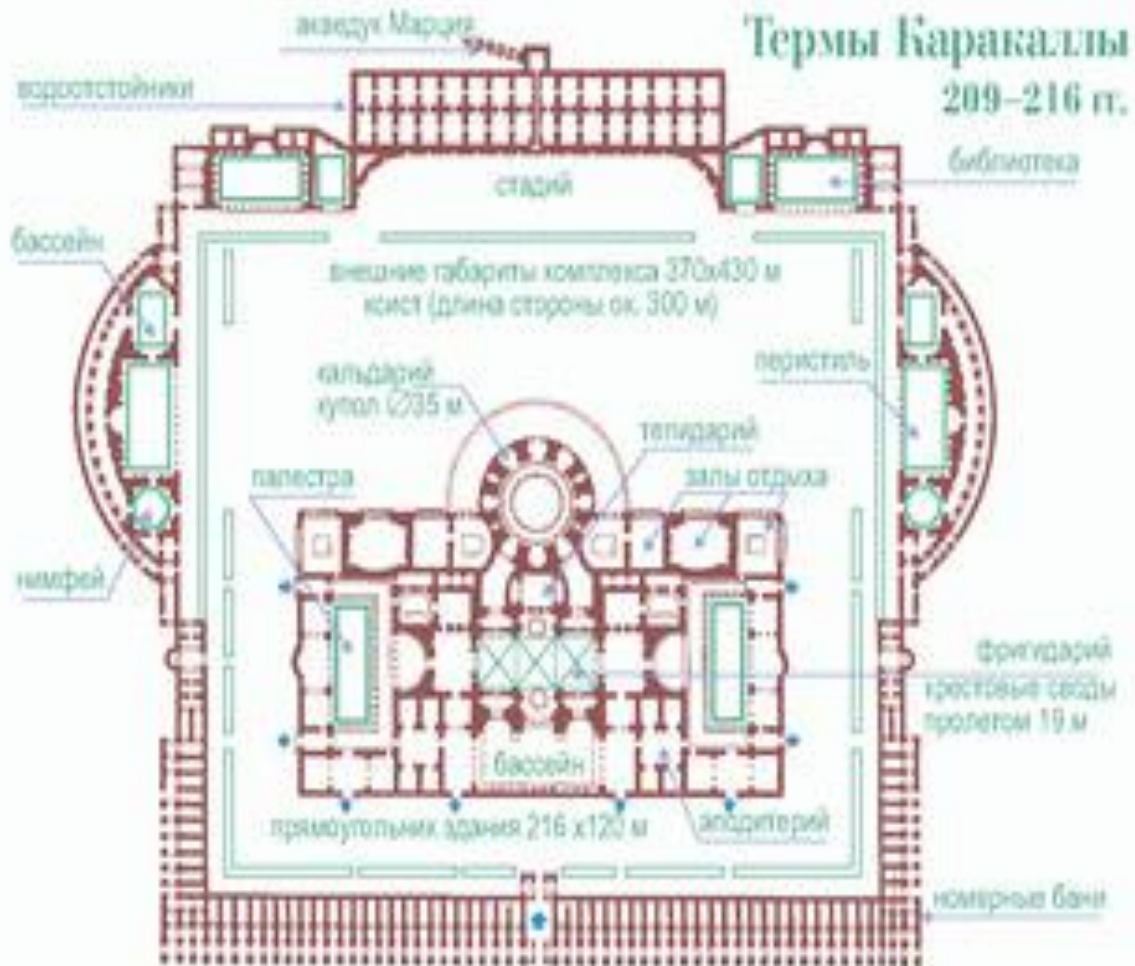 акведук Марция
Термы Каракаллы
209–216 гг.
водоотстойники
библиотека
стадий
бассейн
внешние габариты комплекса 370x430 м
ксист (длина стороны ок. 300 м)
перистиль
кальдарий
купол ∅35 м
тепидарий
палестра
залы отдыха
нимфей
фригидарий
крестовые своды
пролетом 19 м
бассейн
прямоугольник здания 216 x120 м
аподитерий
номерные бани